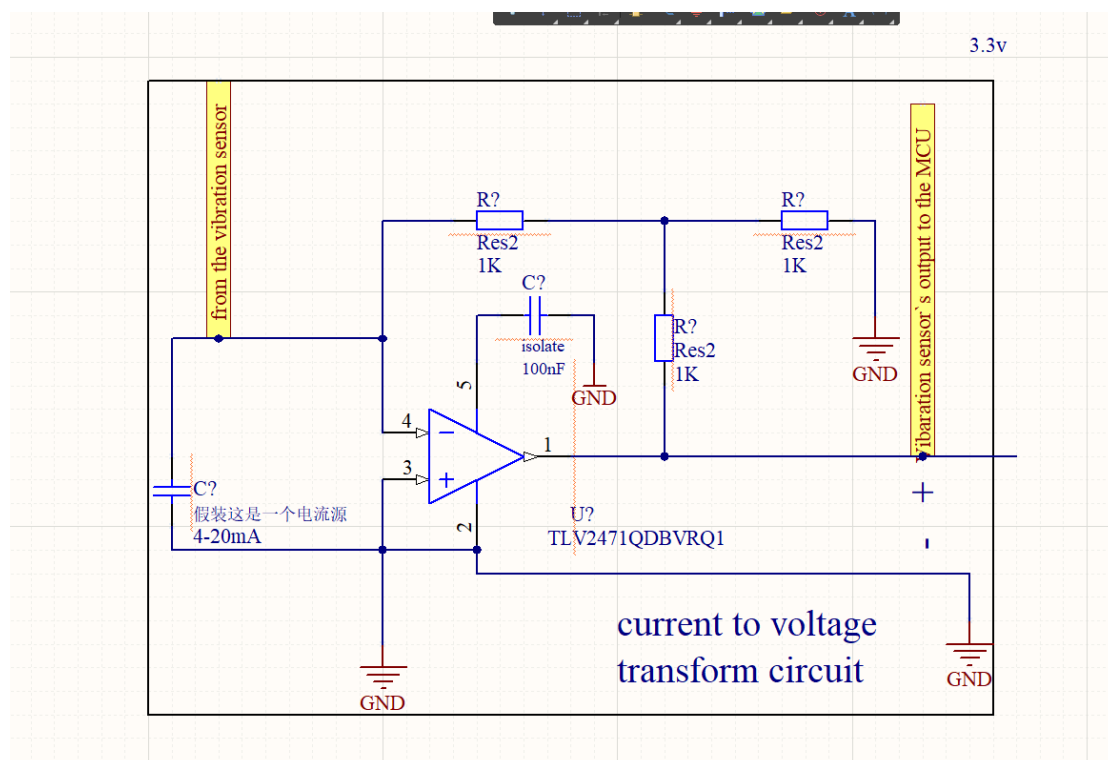 3.3v
from the vibration sensor
Vibaration sensor`s output to the MCU
R?
Res2
1K
R?
Res2
1K
C?
isolate
100nF
GND
R?
Res2
1K
GND
5
4
3
1
2
+
-
C?
假装这是一个电流源
4-20mA
U?
TLV2471QDBVRQ1
current to voltage
transform circuit
GND
GND